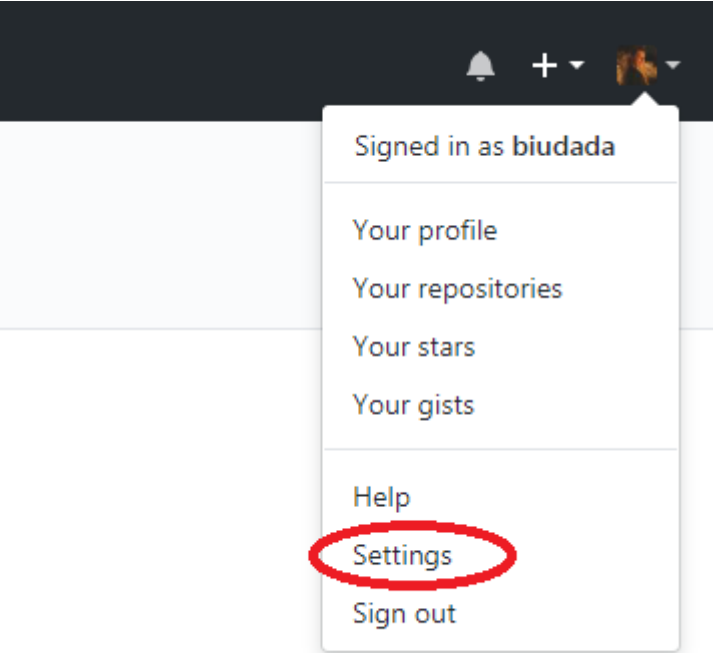 Signed in as biudada
Your profile
Your repositories
Your stars
Your gists
Help
Settings
Sign out